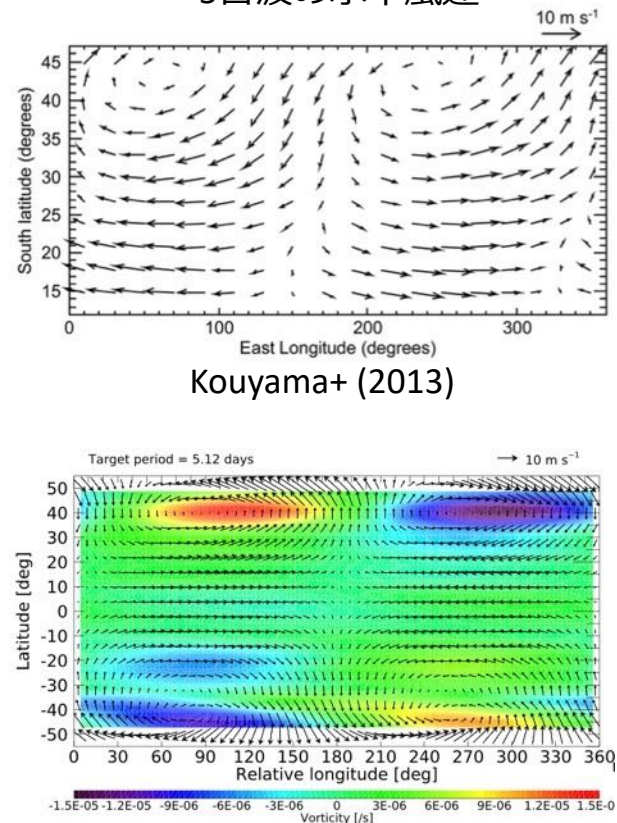 10 m s⁻¹
45
40
35
30
25
20
15
South latitude (degrees)
0 100 200 300
East Longitude (degrees)
Kouyama+ (2013)
Target period = 5.12 days 10 m s⁻¹
50
40
30
20
10
0
-10
-20
-30
-40
-50
Latitude [deg]
0 30 60 90 120 150 180 210 240 270 300 330 360
Relative longitude [deg]
-1.5E-05 -1.2E-05 -9E-06 -6E-06 -3E-06 0 3E-06 6E-06 9E-06 1.2E-05 1.5E-0
Vorticity [/s]